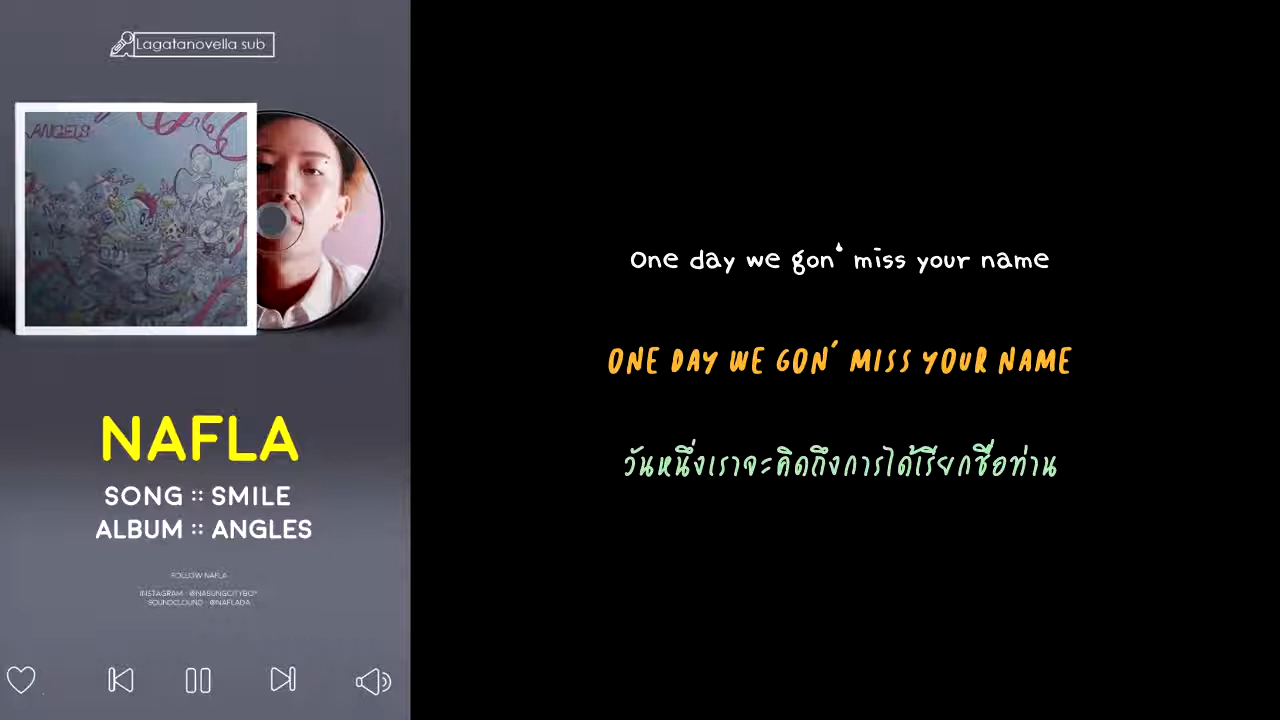 Lagatanovella sub
ANGELS
NAFLA
SONG :: SMILE
ALBUM :: ANGLES
FOLLOW NAFLA
INSTAGRAM : @NASUNGCITYBOY
SOUNDCLOUND : @NAFLADA
One day we gon' miss your name
ONE DAY WE GON' MISS YOUR NAME
วันหนึ่งเราจะคิดถึงการได้เรียกชื่อท่าน